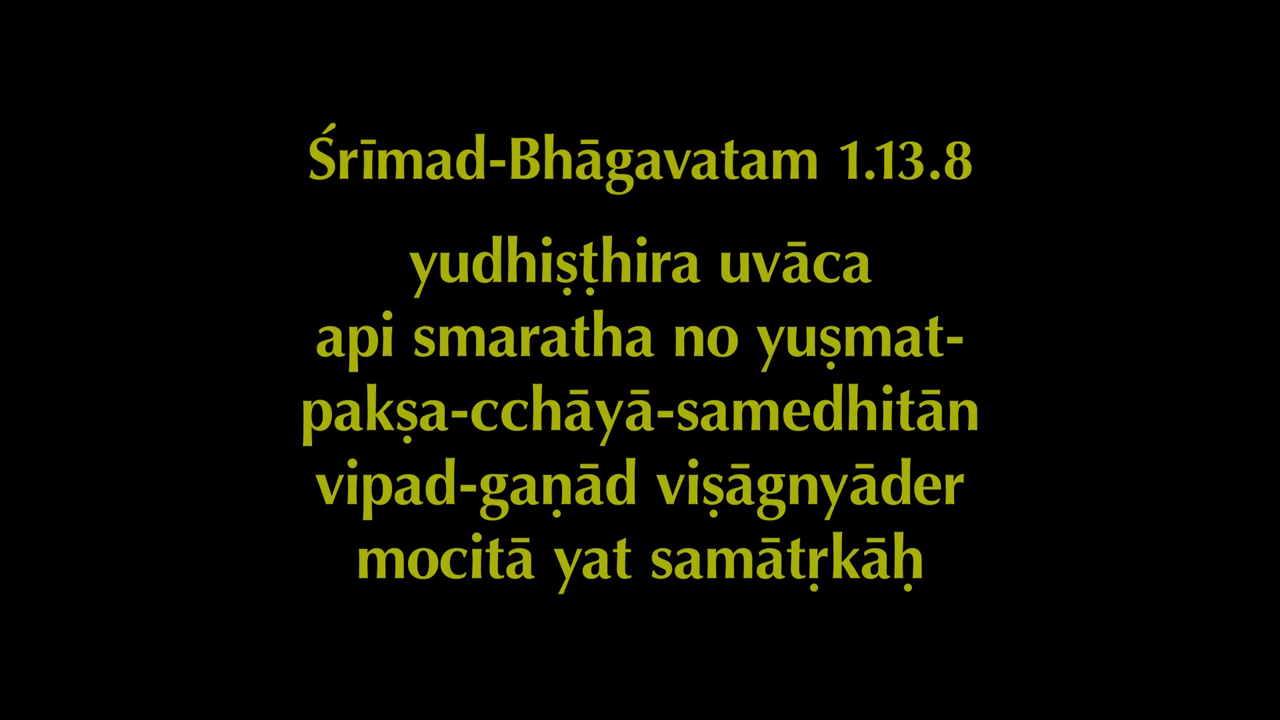 Śrīmad-Bhāgavatam 1.13.8
yudhiṣṭhira uvāca
api smaratha no yuṣmat-
pakṣa-cchāyā-samedhitān
vipad-gaṇād viṣāgnyāder
mocitā yat samātṛkāḥ